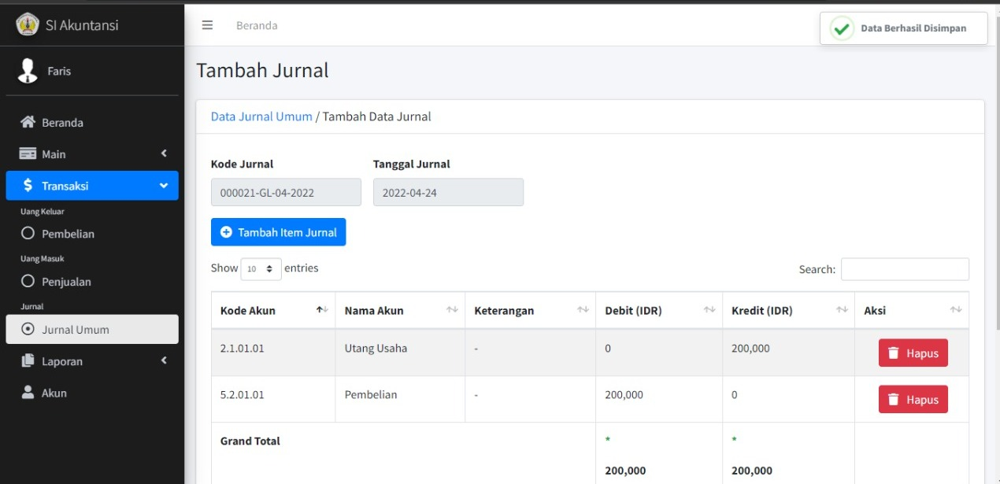 SI Akuntansi
Beranda
Data Berhasil Disimpan
Faris
Beranda
Main
Transaksi
Uang Keluar
Pembelian
Uang Masuk
Penjualan
Jurnal
Jurnal Umum
Laporan
Akun
Tambah Jurnal
Data Jurnal Umum / Tambah Data Jurnal
Kode Jurnal Tanggal Jurnal
000021-GL-04-2022 2022-04-24
Tambah Item Jurnal
Show 10 entries Search:
Kode Akun Nama Akun Keterangan Debit (IDR) Kredit (IDR) Aksi
2.1.01.01 Utang Usaha - 0 200,000 Hapus
5.2.01.01 Pembelian - 200,000 0 Hapus
Grand Total * *
200,000 200,000